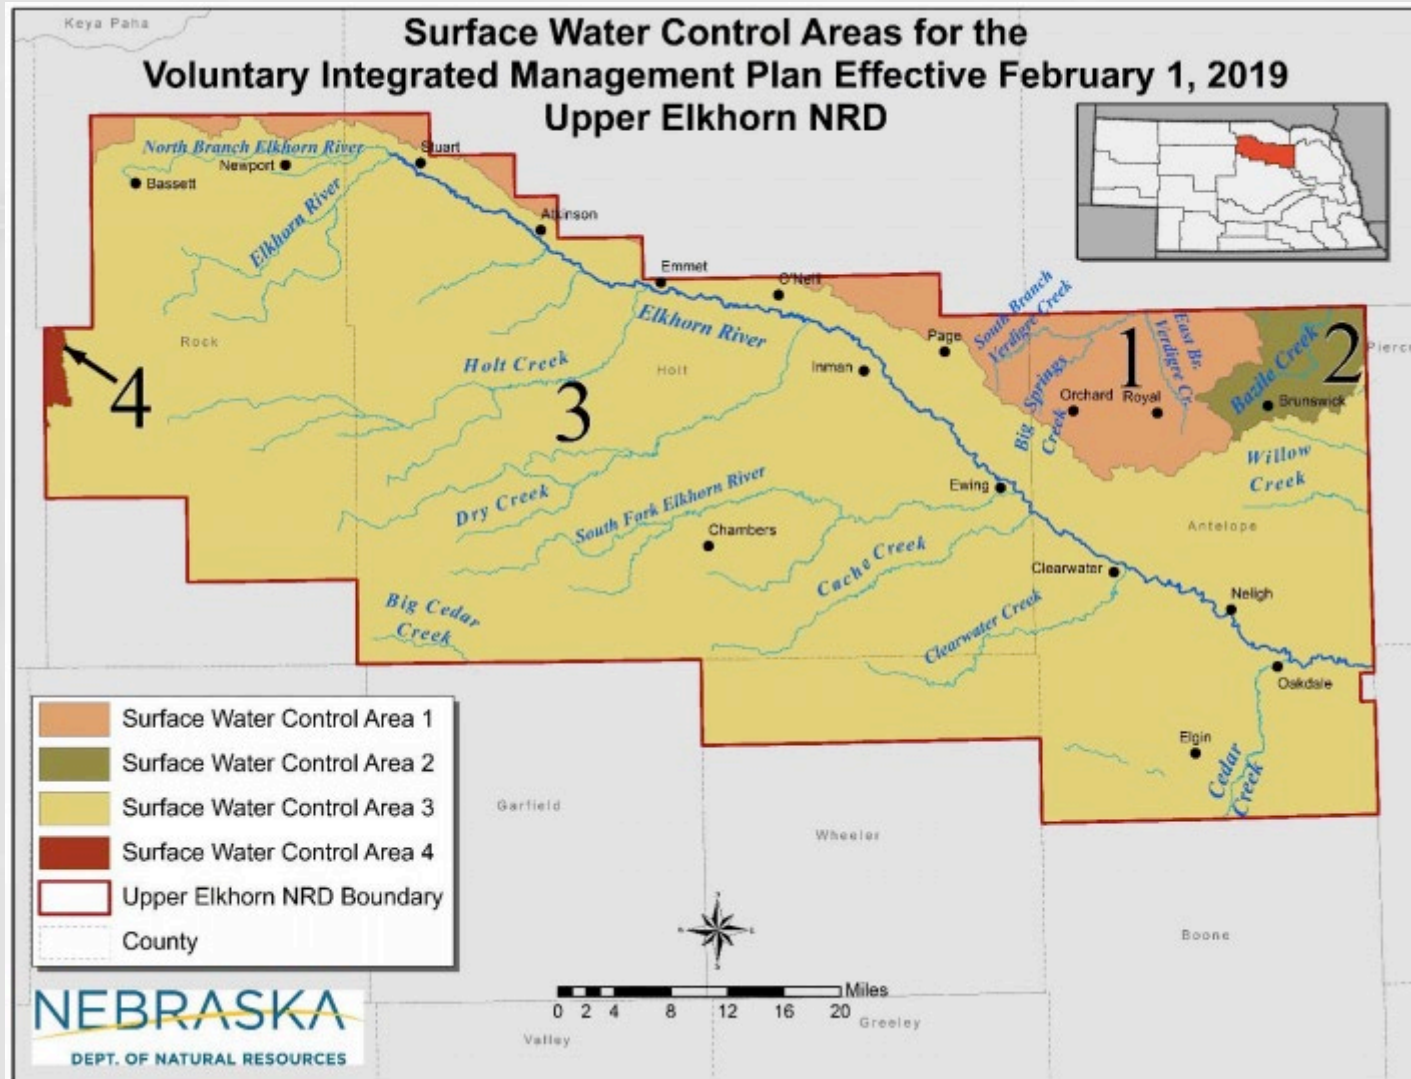 Keya Paha
Surface Water Control Areas for the
Voluntary Integrated Management Plan Effective February 1, 2019
Upper Elkhorn NRD
North Branch Elkhorn River
Stuart
Newport
Bassett
Elkhorn River
Atkinson
Emmet
O'Neill
South Branch
Verdigre Creek
East Br.
Verdigre Cr.
1
2
Bazile Creek
Pierce
Rock
Elkhorn River
Page
4
Holt Creek
3
Holt
Inman
Big Springs
Creek
Orchard
Royal
Brunswick
Willow
Creek
Dry Creek
South Fork Elkhorn River
Ewing
Chambers
Antelope
Cache Creek
Clearwater
Big Cedar
Creek
Clearwater Creek
Neligh
Oakdale
Elgin
Cedar
Creek
Surface Water Control Area 1
Surface Water Control Area 2
Surface Water Control Area 3
Surface Water Control Area 4
Upper Elkhorn NRD Boundary
County
Garfield
Wheeler
Boone
Miles
0 2 4 8 12 16 20
Greeley
Valley
NEBRASKA
DEPT. OF NATURAL RESOURCES